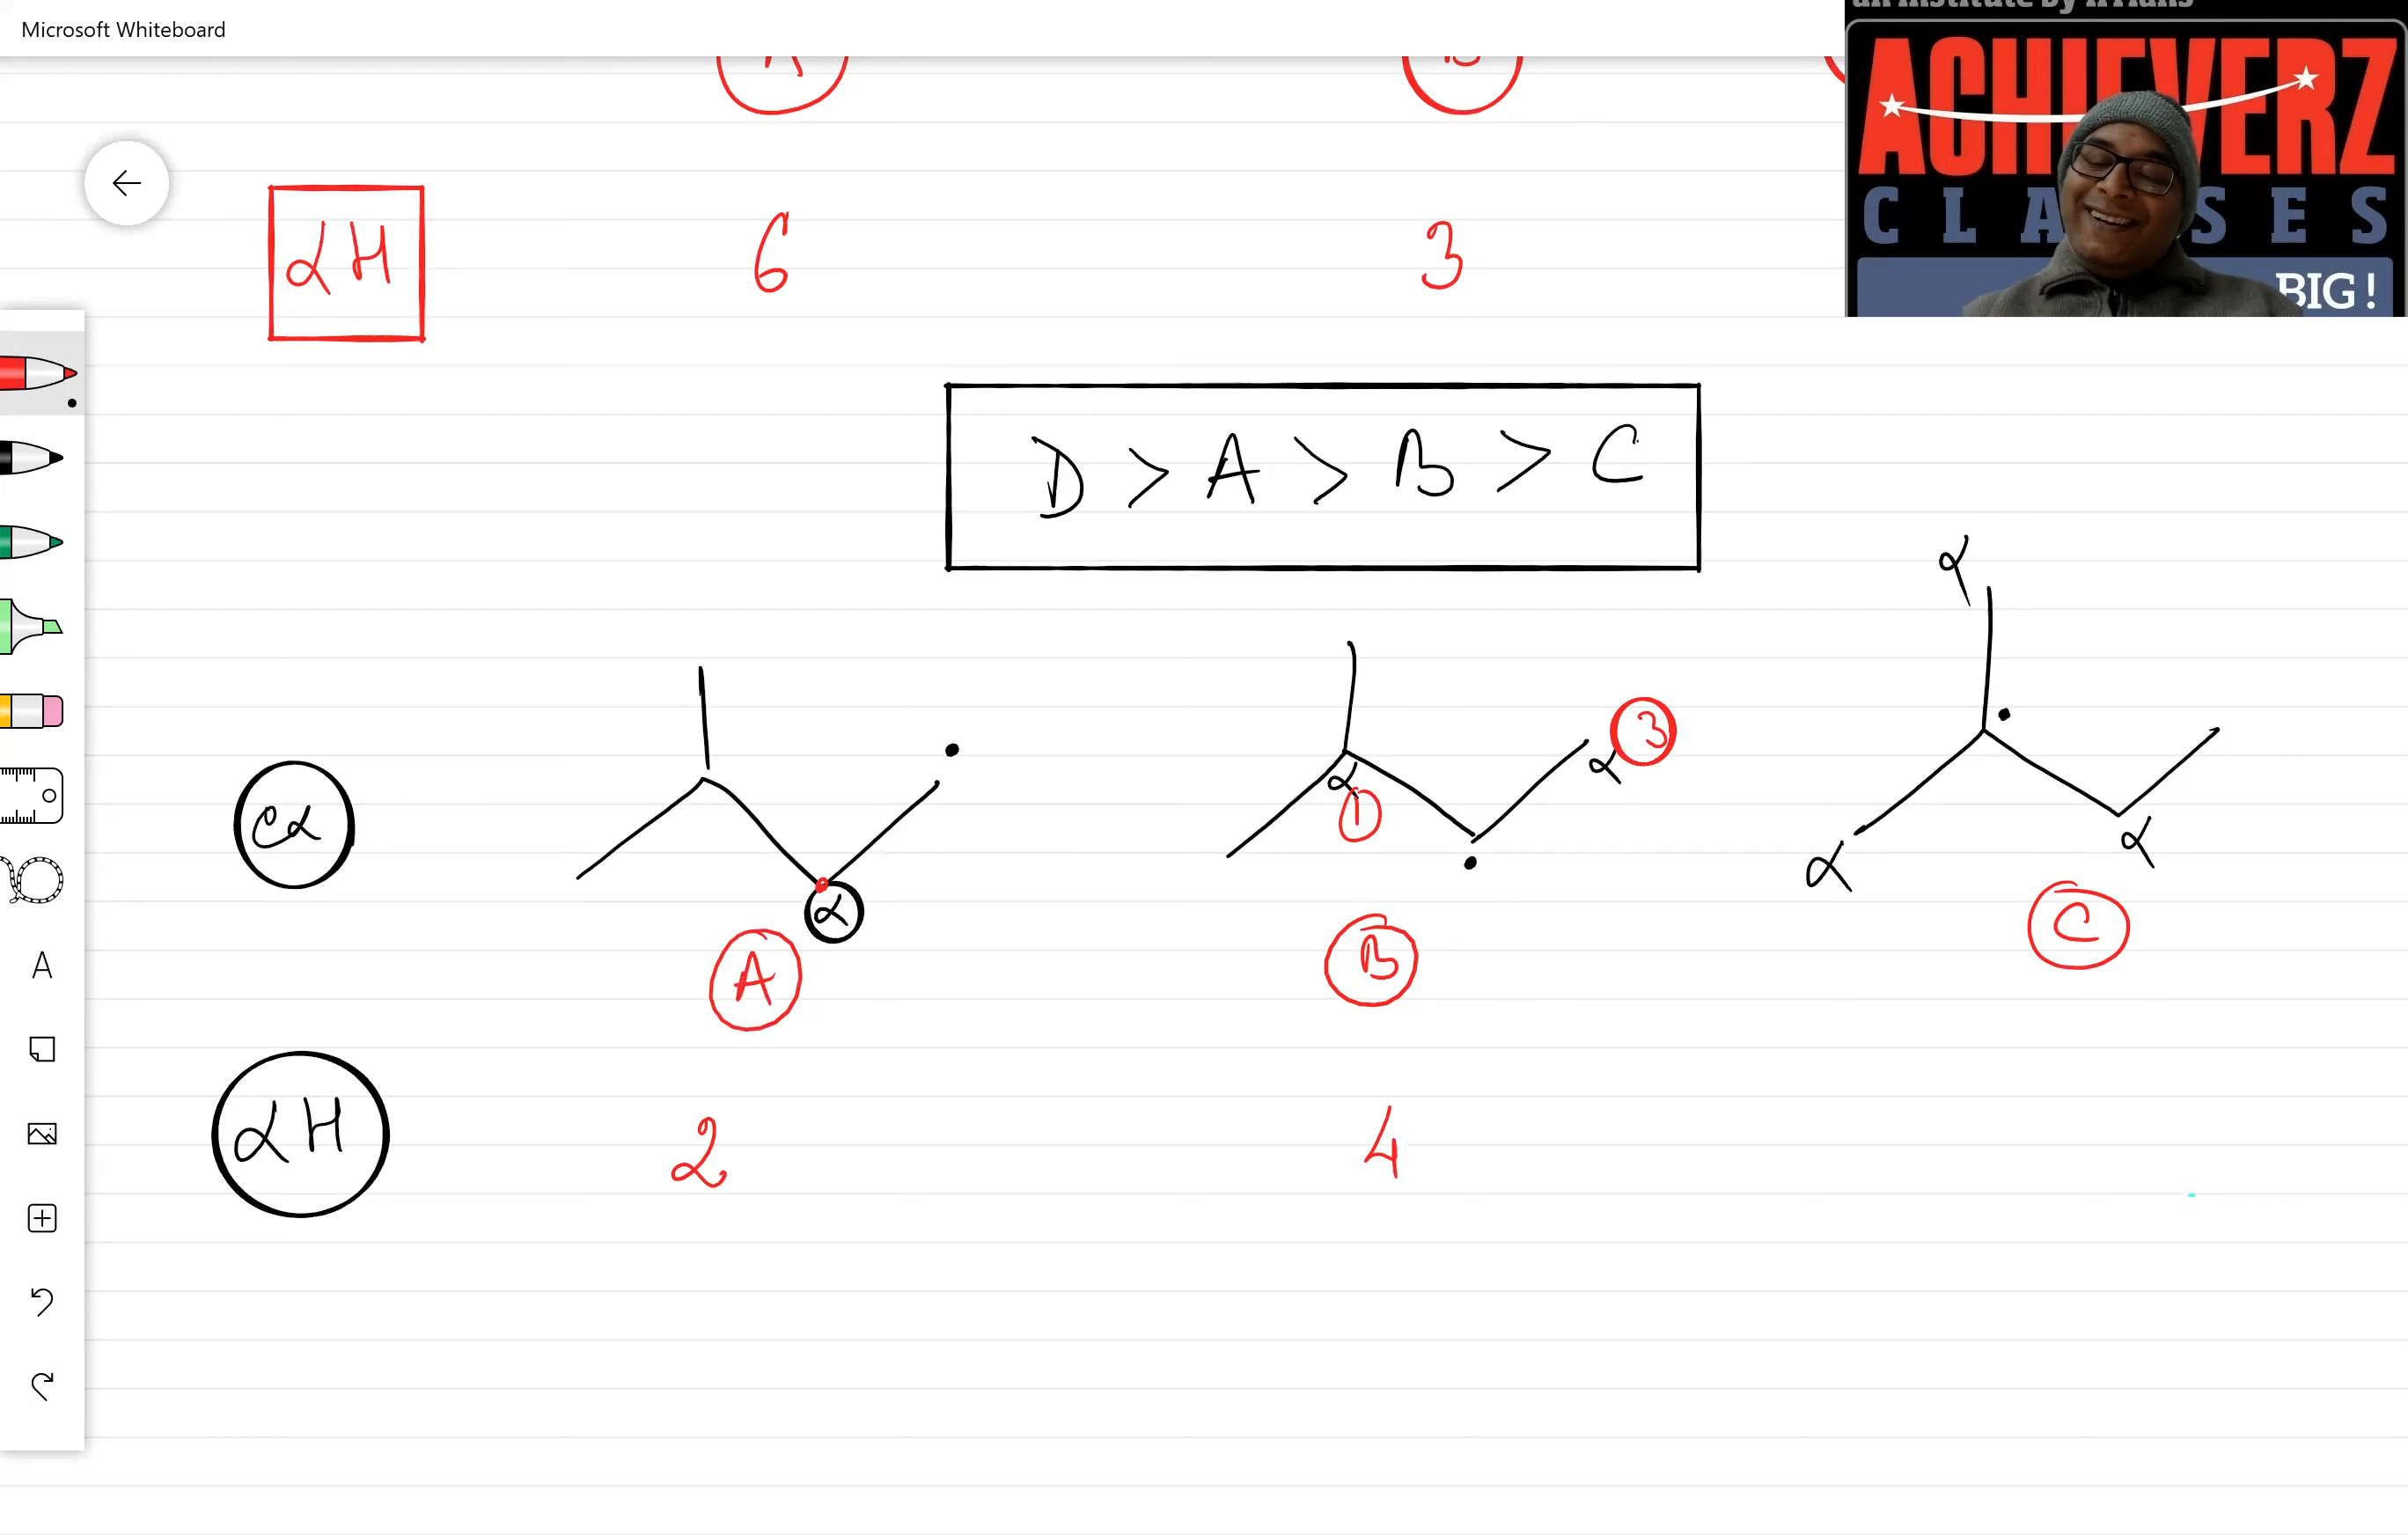 Microsoft Whiteboard
ACHIEVERZ
CLASSES
BIG!
A
αH 6 3
D > A > B > C
α
3
α
α
1
Cα
α
α
α
A B C
αH 2 4